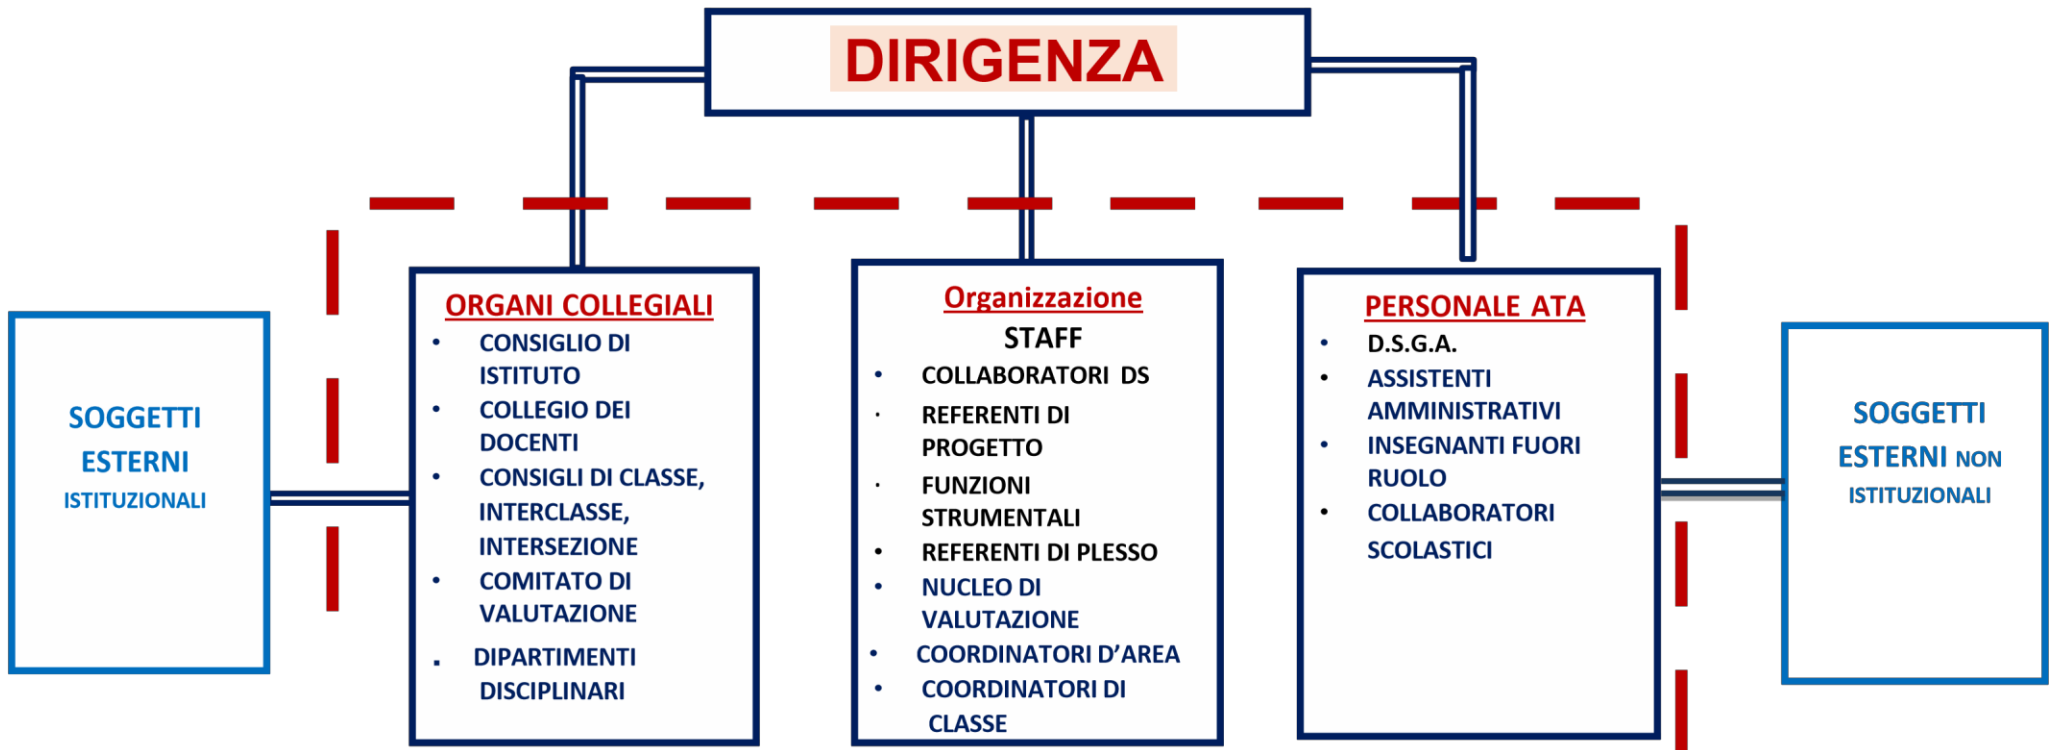 DIRIGENZA
SOGGETTI
ESTERNI
ISTITUZIONALI
ORGANI COLLEGIALI
• CONSIGLIO DI
ISTITUTO
• COLLEGIO DEI
DOCENTI
• CONSIGLI DI CLASSE,
INTERCLASSE,
INTERSEZIONE
• COMITATO DI
VALUTAZIONE
▪ DIPARTIMENTI
DISCIPLINARI
Organizzazione
STAFF
• COLLABORATORI DS
· REFERENTI DI
PROGETTO
· FUNZIONI
STRUMENTALI
• REFERENTI DI PLESSO
• NUCLEO DI
VALUTAZIONE
• COORDINATORI D’AREA
• COORDINATORI DI
CLASSE
PERSONALE ATA
• D.S.G.A.
• ASSISTENTI
AMMINISTRATIVI
• INSEGNANTI FUORI
RUOLO
• COLLABORATORI
SCOLASTICI
SOGGETTI
ESTERNI NON
ISTITUZIONALI